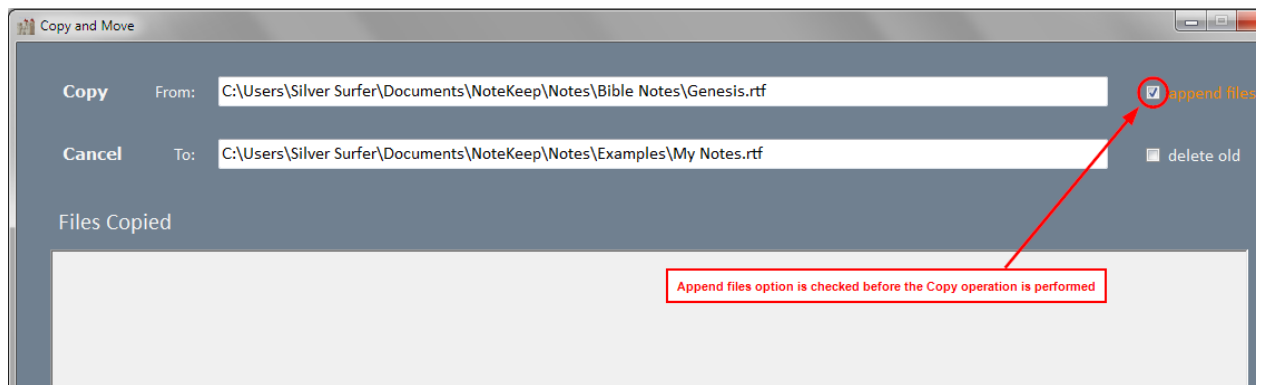 Copy and Move
Copy From: C:\Users\Silver Surfer\Documents\NoteKeep\Notes\Bible Notes\Genesis.rtf append files
Cancel To: C:\Users\Silver Surfer\Documents\NoteKeep\Notes\Examples\My Notes.rtf delete old
Files Copied
Append files option is checked before the Copy operation is performed